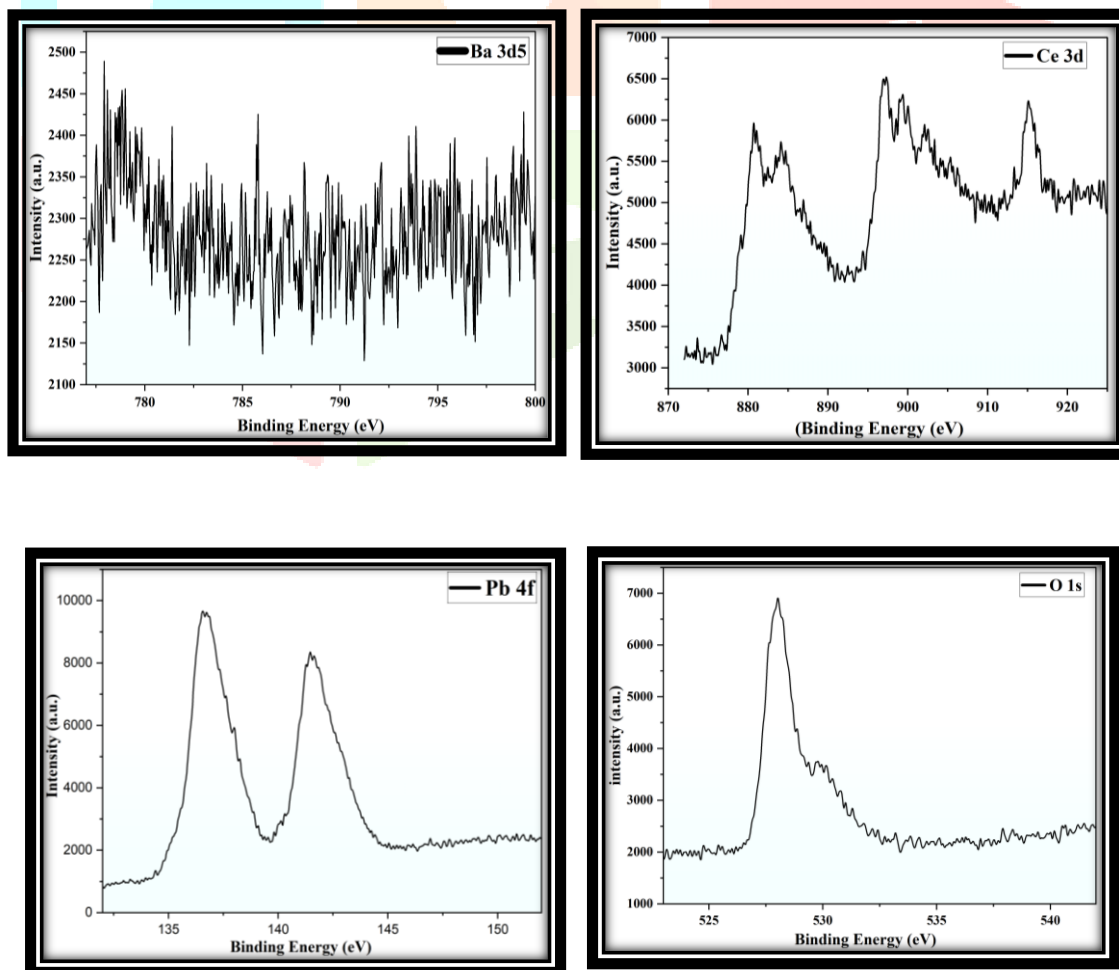 Ba 3d5
2500
2450
2400
2350
2300
2250
2200
2150
2100
Intensity (a.u.)
780 785 790 795 800
Binding Energy (eV)
Ce 3d
7000
6500
6000
5500
5000
4500
4000
3500
3000
Intensity (a.u.)
870 880 890 900 910 920
(Binding Energy (eV)
Pb 4f
10000
8000
6000
4000
2000
0
Intensity (a.u.)
135 140 145 150
Binding Energy (eV)
O 1s
7000
6000
5000
4000
3000
2000
1000
intensity (a.u.)
525 530 535 540
Binding Energy (eV)